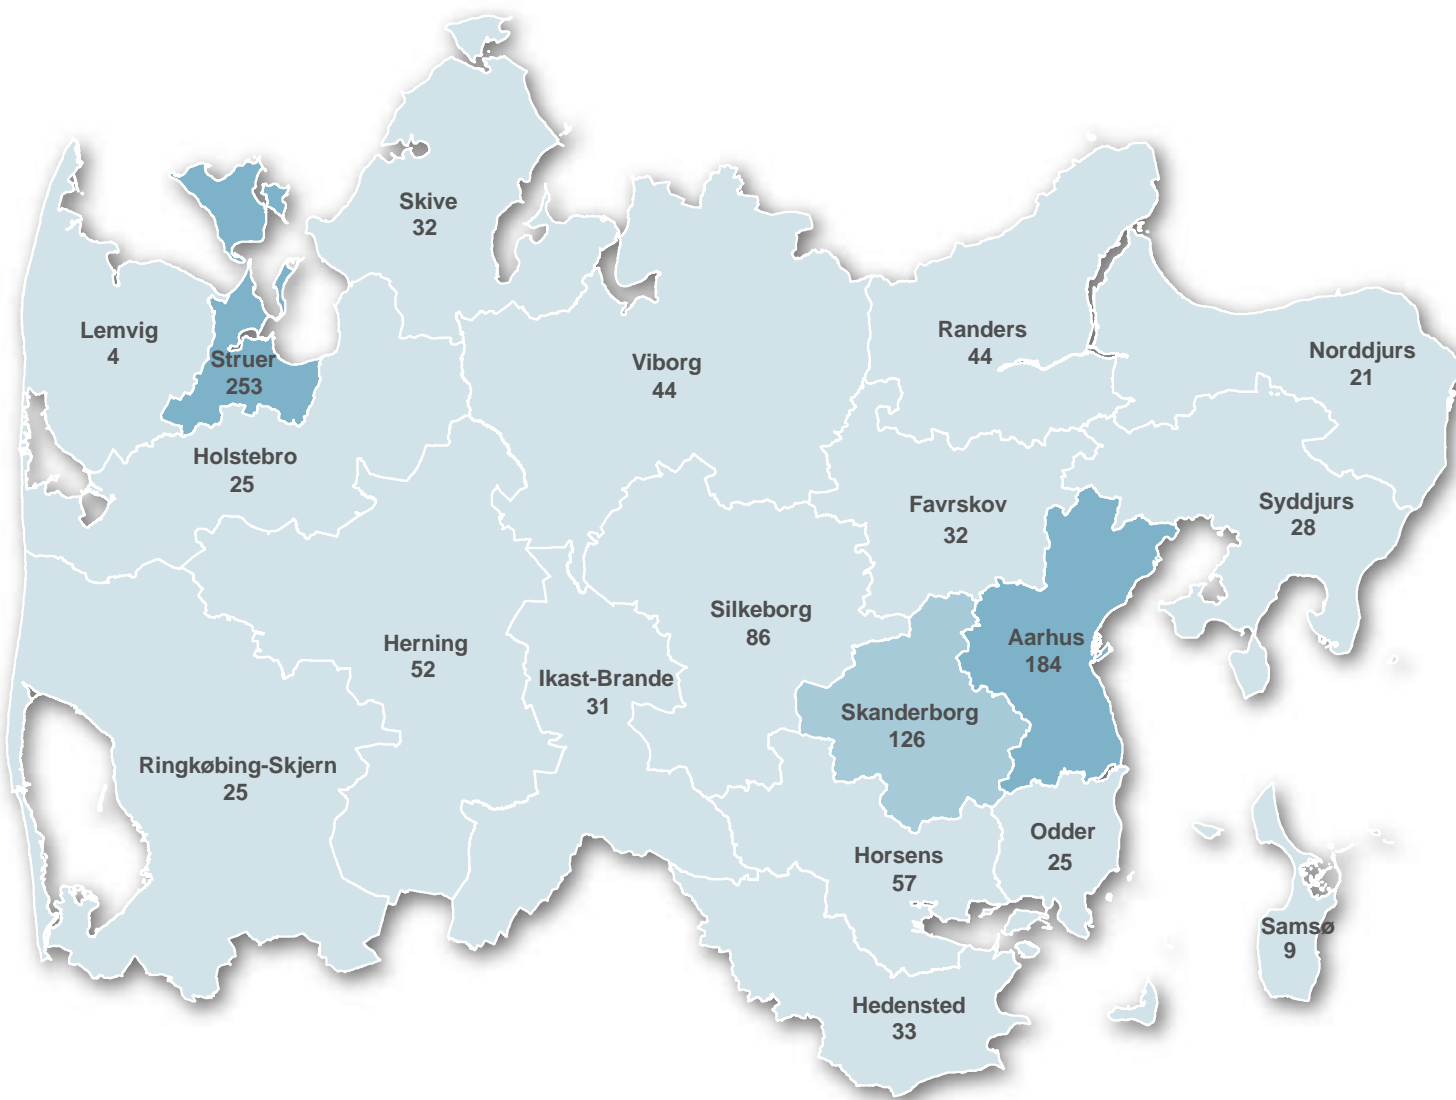 Skive
32
Lemvig
4
Struer
253
Viborg
44
Randers
44
Norddjurs
21
Holstebro
25
Favrskov
32
Syddjurs
28
Silkeborg
86
Herning
52
Aarhus
184
Ikast-Brande
31
Skanderborg
126
Ringkøbing-Skjern
25
Odder
25
Horsens
57
Samsø
9
Hedensted
33